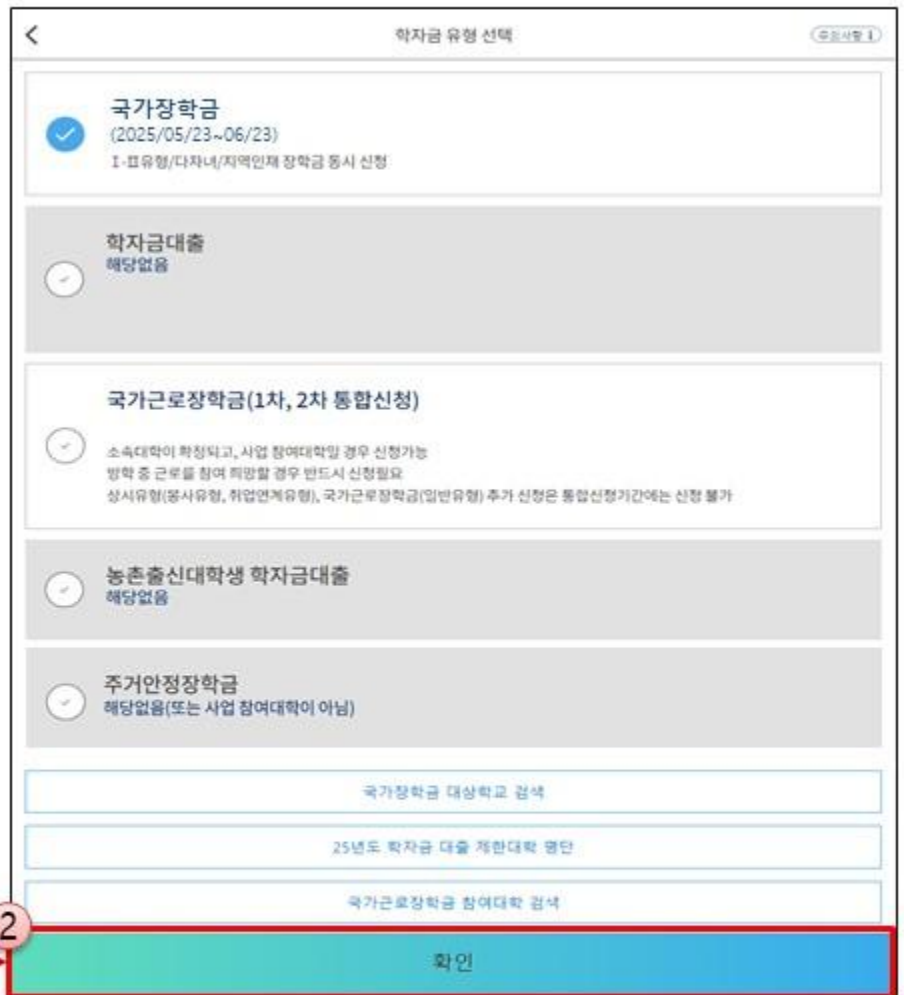 학자금 유형 선택
주의사항
국가장학금
(2025/05/23~06/23)
I·II유형/다자녀/지역인재 장학금 동시 신청
학자금대출
해당없음
국가근로장학금(1차, 2차 통합신청)
소속대학이 확정되고, 사업 참여대학일 경우 신청가능
방학 중 근로를 참여 희망할 경우 반드시 신청필요
상시유형(봉사유형, 취업연계유형), 국가근로장학금(일반유형) 추가 신청은 통합신청기간에는 신청 불가
농촌출신대학생 학자금대출
해당없음
주거안정장학금
해당없음(또는 사업 참여대학이 아님)
국가장학금 대상학교 검색
25년도 학자금 대출 제한대학 명단
국가근로장학금 참여대학 검색
2
확인